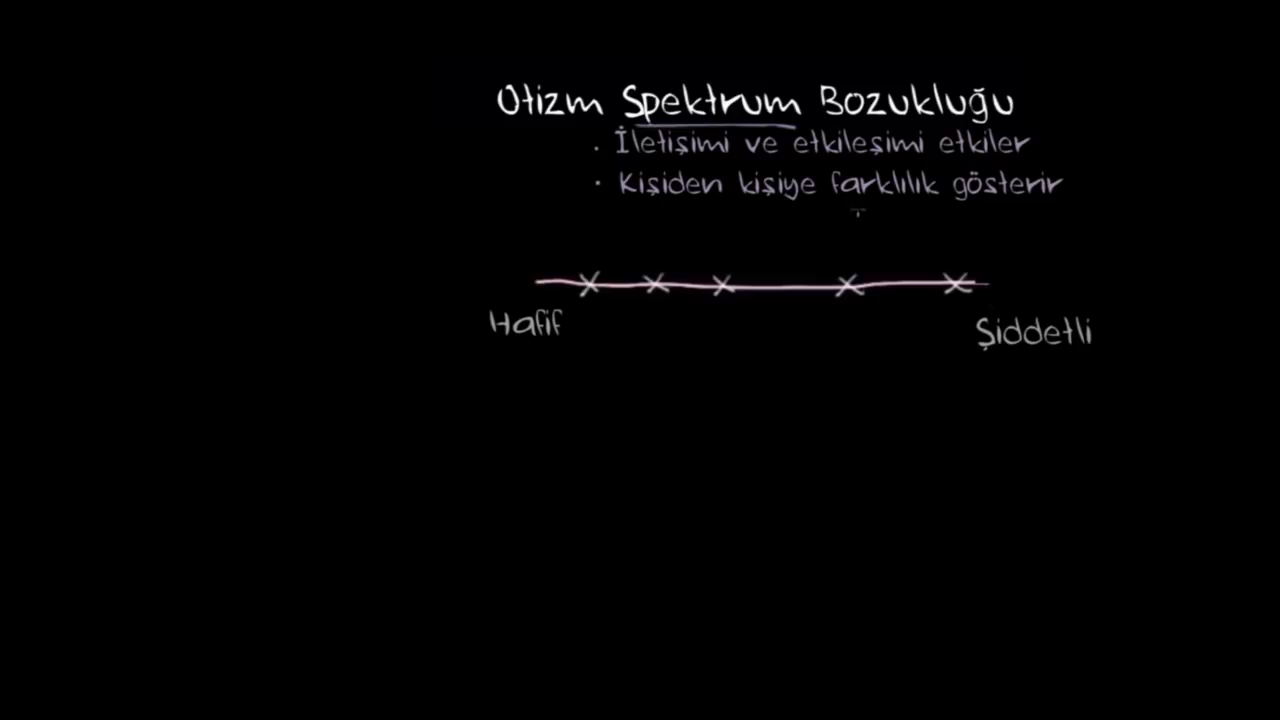 Otizm Spektrum Bozukluğu
· İletişimi ve etkileşimi etkiler
· Kişiden kişiye farklılık gösterir
Hafif
Şiddetli